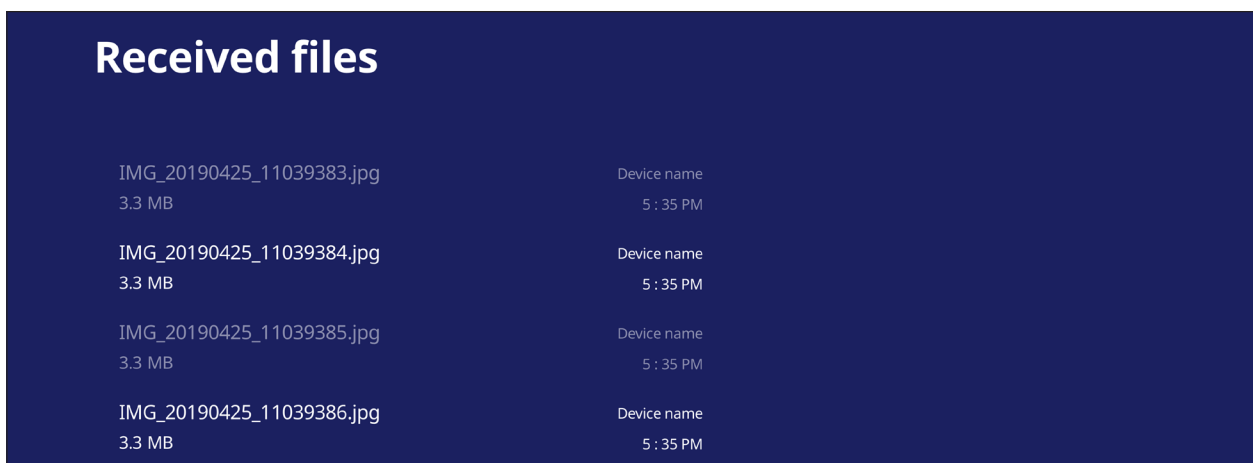 Received files
IMG_20190425_11039383.jpg Device name
3.3 MB 5 : 35 PM
IMG_20190425_11039384.jpg Device name
3.3 MB 5 : 35 PM
IMG_20190425_11039385.jpg Device name
3.3 MB 5 : 35 PM
IMG_20190425_11039386.jpg Device name
3.3 MB 5 : 35 PM